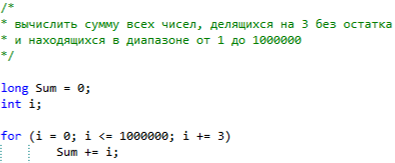 /*
* вычислить сумму всех чисел, делящихся на 3 без остатка
* и находящихся в диапазоне от 1 до 1000000
*/
long Sum = 0;
int i;
for (i = 0; i <= 1000000; i += 3)
Sum += i;